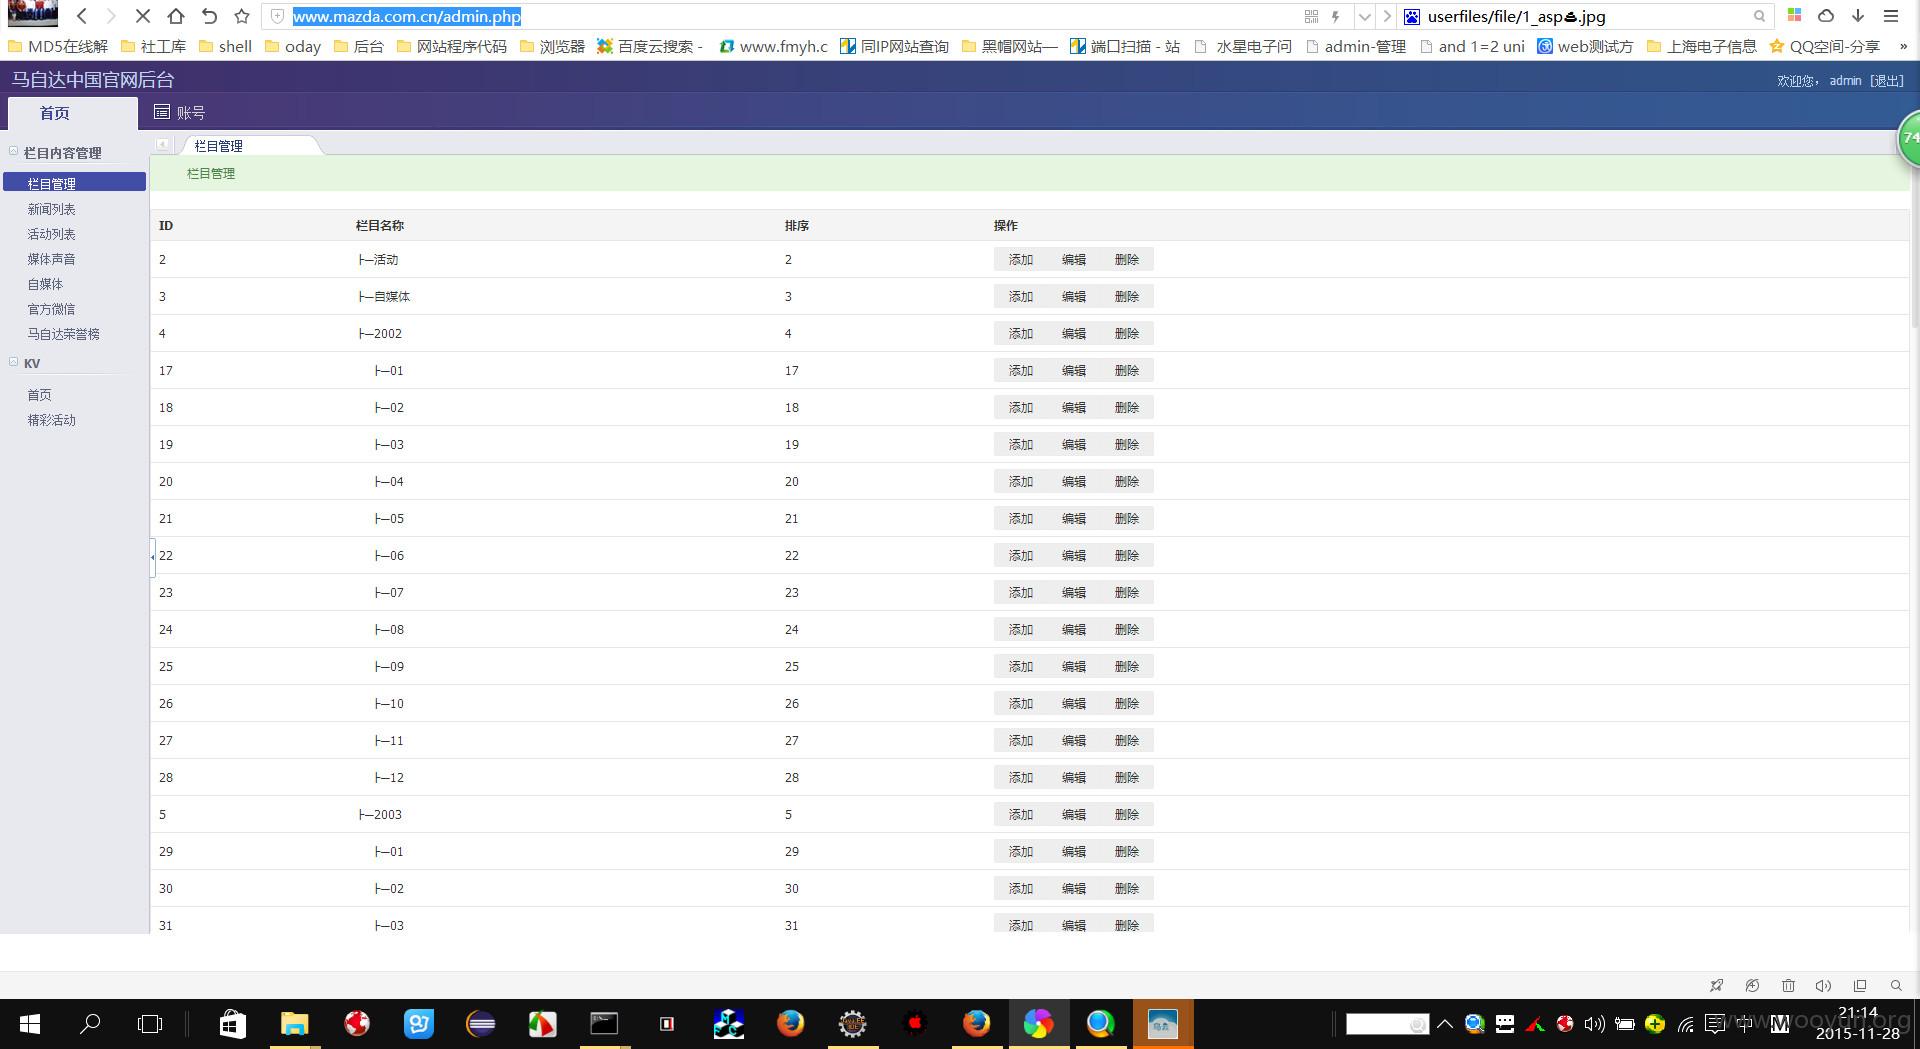 www.mazda.com.cn/admin.php
userfiles/file/1_asp.jpg
MD5在线解 社工库 shell oday 后台 网站程序代码 浏览器 百度云搜索 - www.fmyh.c 同IP网站查询 黑帽网站— 端口扫描 - 站 水星电子问 admin-管理 and 1=2 uni web测试方 上海电子信息 QQ空间-分享 »
马自达中国官网后台
欢迎您， admin [退出]
首页 账号
74
栏目内容管理
栏目管理
新闻列表
活动列表
媒体声音
自媒体
官方微信
马自达荣誉榜
KV
首页
精彩活动
栏目管理
栏目管理
ID 栏目名称 排序 操作
2 ├─活动 2 添加 编辑 删除
3 ├─自媒体 3 添加 编辑 删除
4 ├─2002 4 添加 编辑 删除
17 ├─01 17 添加 编辑 删除
18 ├─02 18 添加 编辑 删除
19 ├─03 19 添加 编辑 删除
20 ├─04 20 添加 编辑 删除
21 ├─05 21 添加 编辑 删除
22 ├─06 22 添加 编辑 删除
23 ├─07 23 添加 编辑 删除
24 ├─08 24 添加 编辑 删除
25 ├─09 25 添加 编辑 删除
26 ├─10 26 添加 编辑 删除
27 ├─11 27 添加 编辑 删除
28 ├─12 28 添加 编辑 删除
5 ├─2003 5 添加 编辑 删除
29 ├─01 29 添加 编辑 删除
30 ├─02 30 添加 编辑 删除
31 ├─03 31 添加 编辑 删除
中 M
21:14
2015-11-28
www.wooyun.org